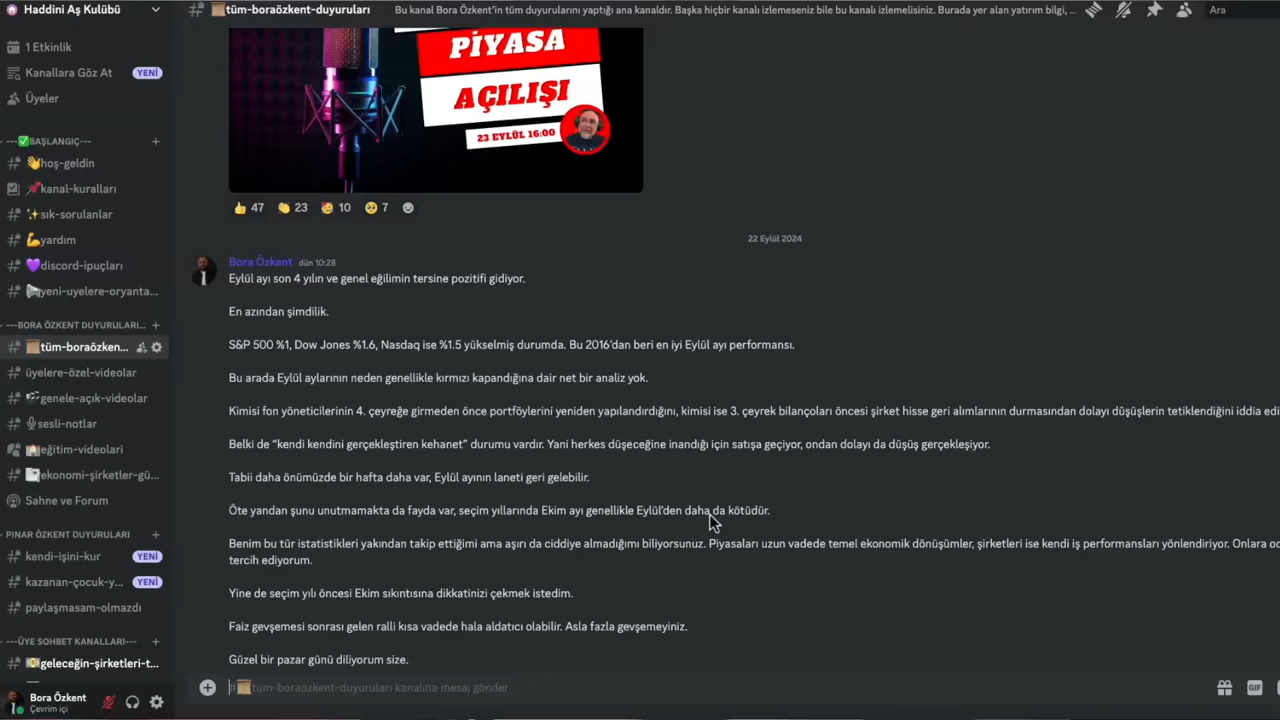 Haddini Aş Kulübü
tüm-boraözkent-duyuruları
Bu kanal Bora Özkent'in tüm duyurularını yaptığı ana kanaldır. Başka hiçbir kanalı izlemeseniz bile bu kanalı izlemelisiniz. Burada yer alan yatırım bilgi, ...
Ara
1 Etkinlik
Kanallara Göz At
YENİ
Üyeler
---✅BAŞLANGIÇ---
👋hoş-geldin
📌kanal-kuralları
✨sık-sorulanlar
💪yardım
💜discord-ipuçları
yeni-uyelere-oryanta...
---BORA ÖZKENT DUYURULARI...
tüm-boraözken...
üyelere-özel-videolar
genele-açık-videolar
sesli-notlar
eğitim-videolari
ekonomi-şirketler-gü...
Sahne ve Forum
PINAR ÖZKENT DUYURULARI
kendi-işini-kur
YENİ
kazanan-çocuk-y...
YENİ
paylaşmasam-olmazdı
---ÜYE SOHBET KANALLARI---
geleceğin-şirketleri-t...
Bora Özkent
Çevrim içi
PİYASA
AÇILIŞI
23 EYLÜL 16:00
👍 47 👏 23 🥰 10 🥺 7
22 Eylül 2024
Bora Özkent dün 10:28
Eylül ayı son 4 yılın ve genel eğilimin tersine pozitifi gidiyor.
En azından şimdilik.
S&P 500 %1, Dow Jones %1.6, Nasdaq ise %1.5 yükselmiş durumda. Bu 2016'dan beri en iyi Eylül ayı performansı.
Bu arada Eylül aylarının neden genellikle kırmızı kapandığına dair net bir analiz yok.
Kimisi fon yöneticilerinin 4. çeyreğe girmeden önce portföylerini yeniden yapılandırdığını, kimisi ise 3. çeyrek bilançoları öncesi şirket hisse geri alımlarının durmasından dolayı düşüşlerin tetiklendiğini iddia edi
Belki de "kendi kendini gerçekleştiren kehanet" durumu vardır. Yani herkes düşeceğine inandığı için satışa geçiyor, ondan dolayı da düşüş gerçekleşiyor.
Tabii daha önümüzde bir hafta daha var, Eylül ayının laneti geri gelebilir.
Öte yandan şunu unutmamakta da fayda var, seçim yıllarında Ekim ayı genellikle Eylül'den daha da kötüdür.
Benim bu tür istatistikleri yakından takip ettiğimi ama aşırı da ciddiye almadığımı biliyorsunuz. Piyasaları uzun vadede temel ekonomik dönüşümler, şirketleri ise kendi iş performansları yönlendiriyor. Onlara od
tercih ediyorum.
Yine de seçim yılı öncesi Ekim sıkıntısına dikkatinizi çekmek istedim.
Faiz gevşemesi sonrası gelen ralli kısa vadede hala aldatıcı olabilir. Asla fazla gevşemeyiniz.
Güzel bir pazar günü diliyorum size.
#tüm-boraözkent-duyuruları kanalına mesaj gönder
GIF